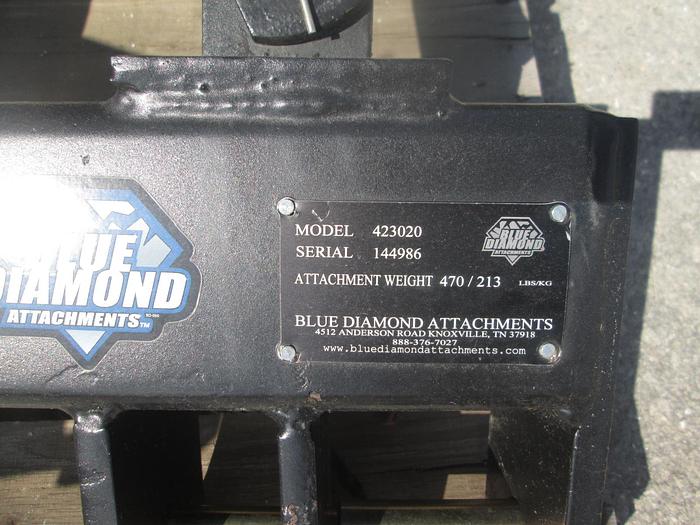 BLUE
DIAMOND
ATTACHMENTS™
MODEL 423020
SERIAL 144986
BLUE
DIAMOND
ATTACHMENTS
ATTACHMENT WEIGHT 470 / 213 LBS/KG
BLUE DIAMOND ATTACHMENTS
4512 ANDERSON ROAD KNOXVILLE, TN 37918
888-376-7027
www.bluediamondattachments.com